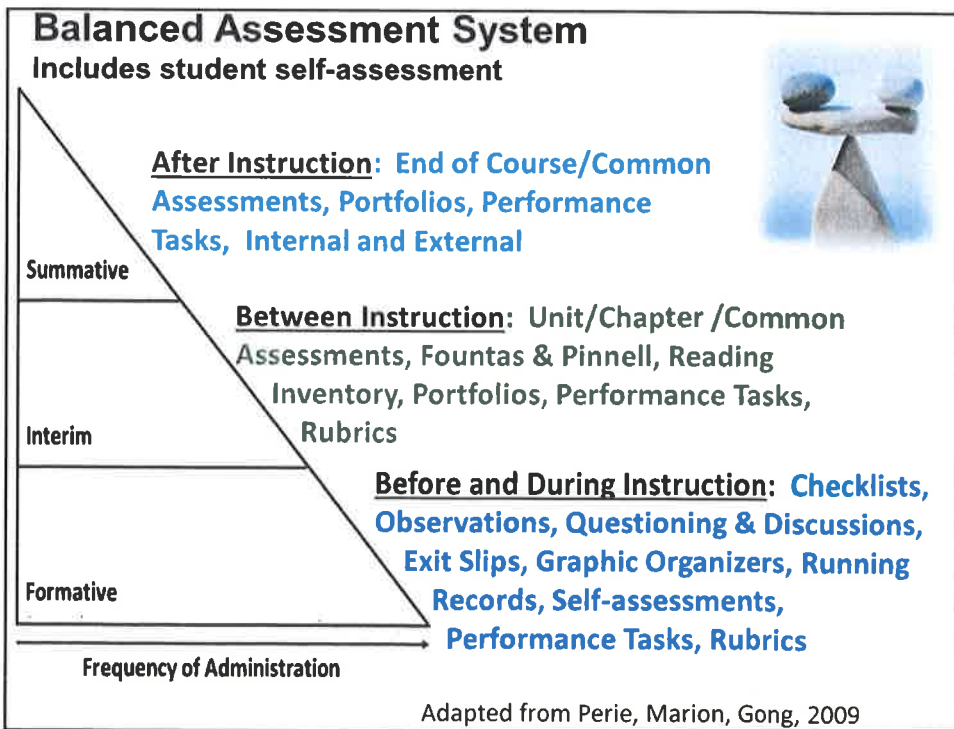 Balanced Assessment System
Includes student self-assessment
After Instruction: End of Course/Common
Assessments, Portfolios, Performance
Tasks, Internal and External
Summative
Between Instruction: Unit/Chapter /Common
Assessments, Fountas & Pinnell, Reading
Inventory, Portfolios, Performance Tasks,
Rubrics
Interim
Before and During Instruction: Checklists,
Observations, Questioning & Discussions,
Exit Slips, Graphic Organizers, Running
Records, Self-assessments,
Performance Tasks, Rubrics
Formative
Frequency of Administration
Adapted from Perie, Marion, Gong, 2009